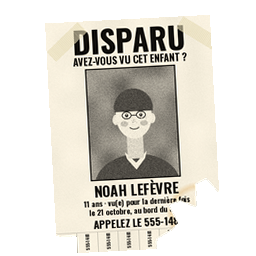 DISPARU
AVEZ-VOUS VU CET ENFANT ?
NOAH LEFÈVRE
11 ans · vu(e) pour la dernière fois
le 21 octobre, au bord du
APPELEZ LE 555-148